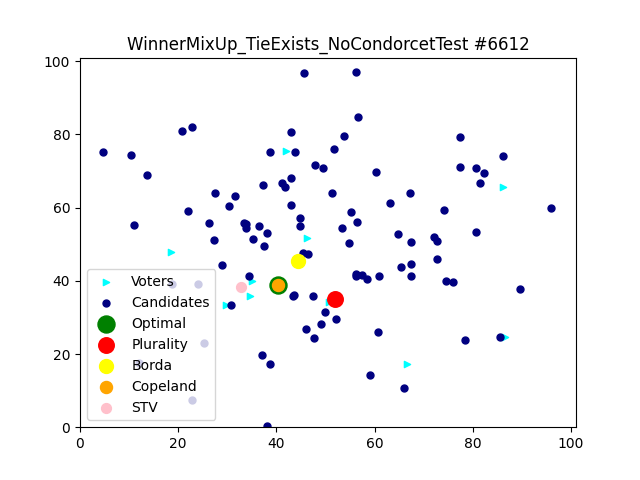 WinnerMixUp_TieExists_NoCondorcetTest #6612
100
80
60
40
20
0
0 20 40 60 80 100
Voters
Candidates
Optimal
Plurality
Borda
Copeland
STV